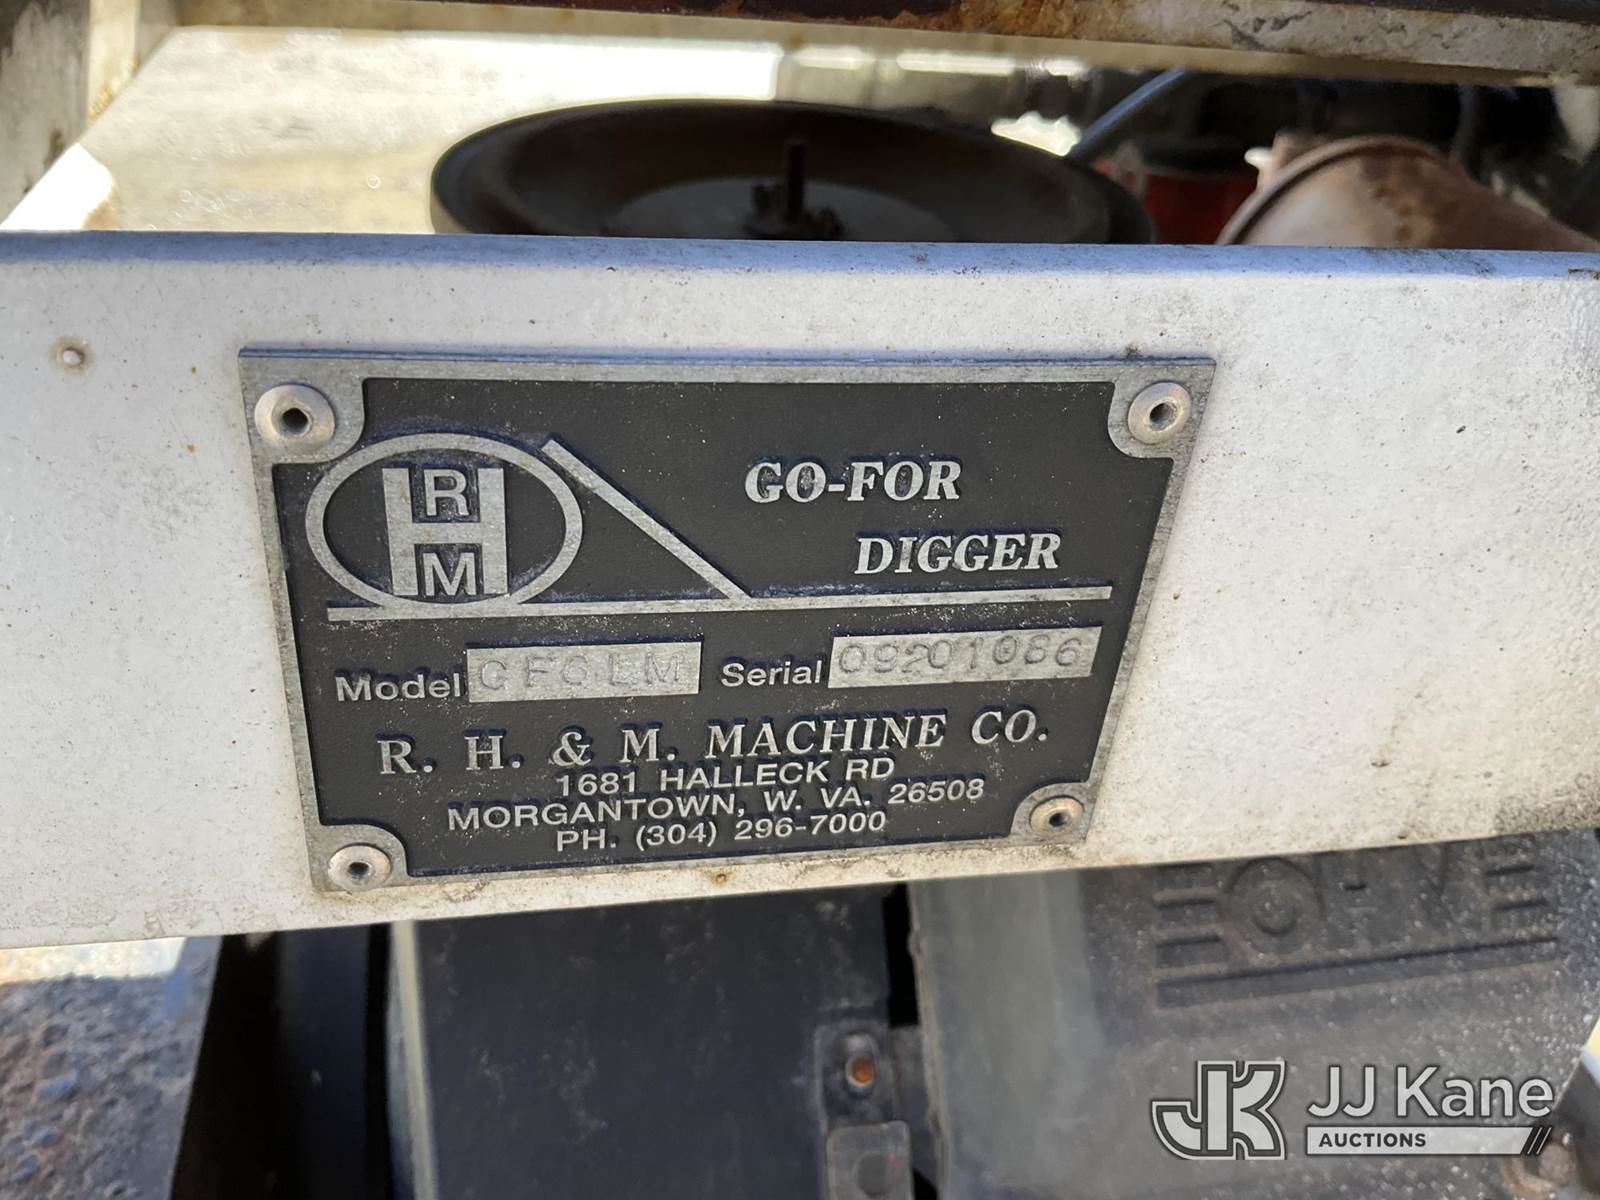 R
H
M
GO-FOR
DIGGER
Model GF6LM Serial 09201086
R. H. & M. MACHINE CO.
1681 HALLECK RD
MORGANTOWN, W. VA. 26508
PH. (304) 296-7000
JK JJ Kane
AUCTIONS